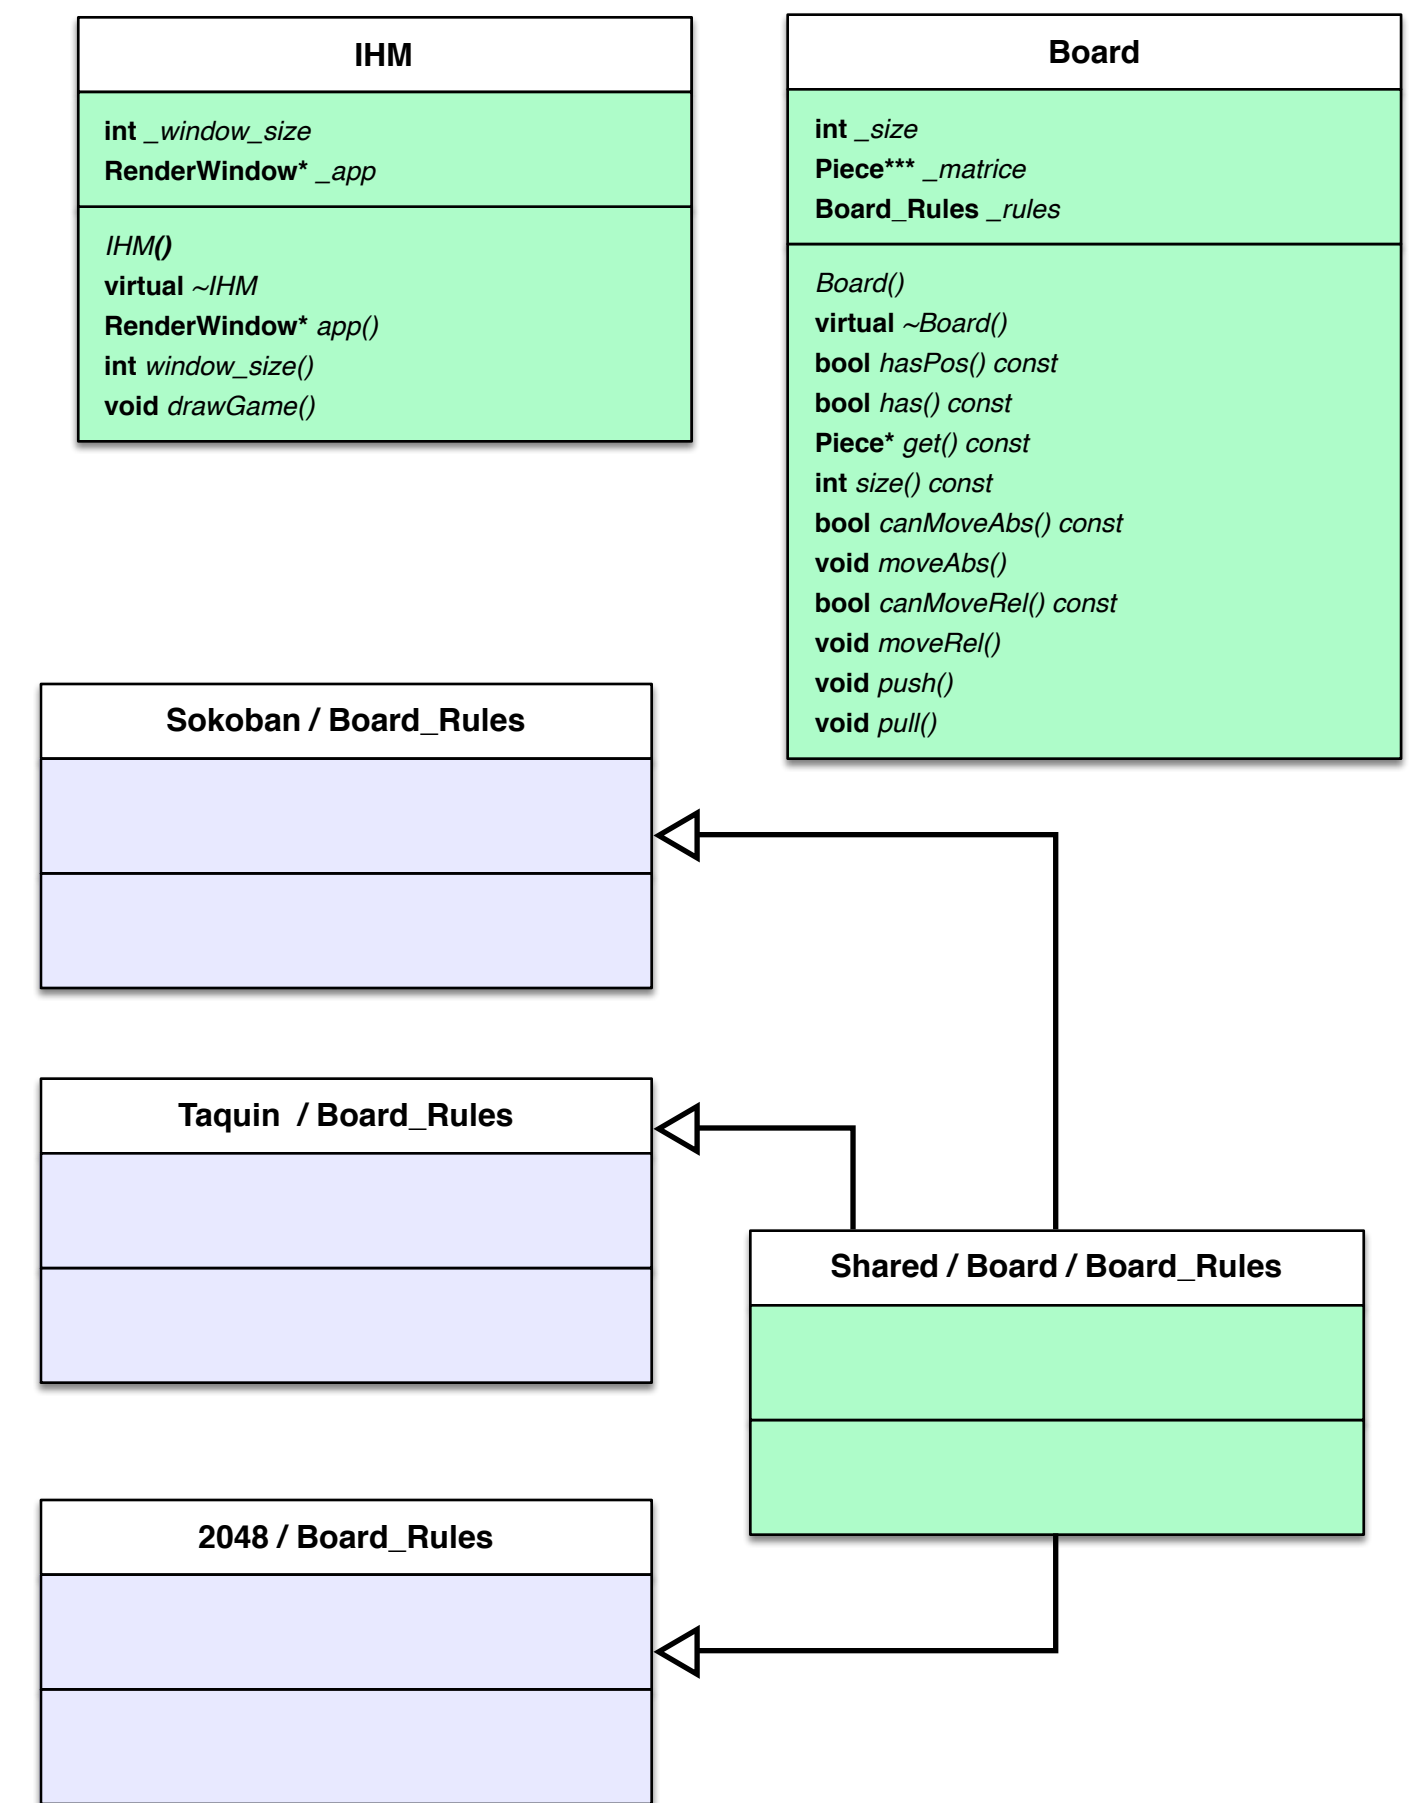 IHM
int _window_size
RenderWindow* _app
IHM()
virtual ~IHM
RenderWindow* app()
int window_size()
void drawGame()
Board
int _size
Piece*** _matrice
Board_Rules _rules
Board()
virtual ~Board()
bool hasPos() const
bool has() const
Piece* get() const
int size() const
bool canMoveAbs() const
void moveAbs()
bool canMoveRel() const
void moveRel()
void push()
void pull()
Sokoban / Board_Rules
Taquin / Board_Rules
Shared / Board / Board_Rules
2048 / Board_Rules